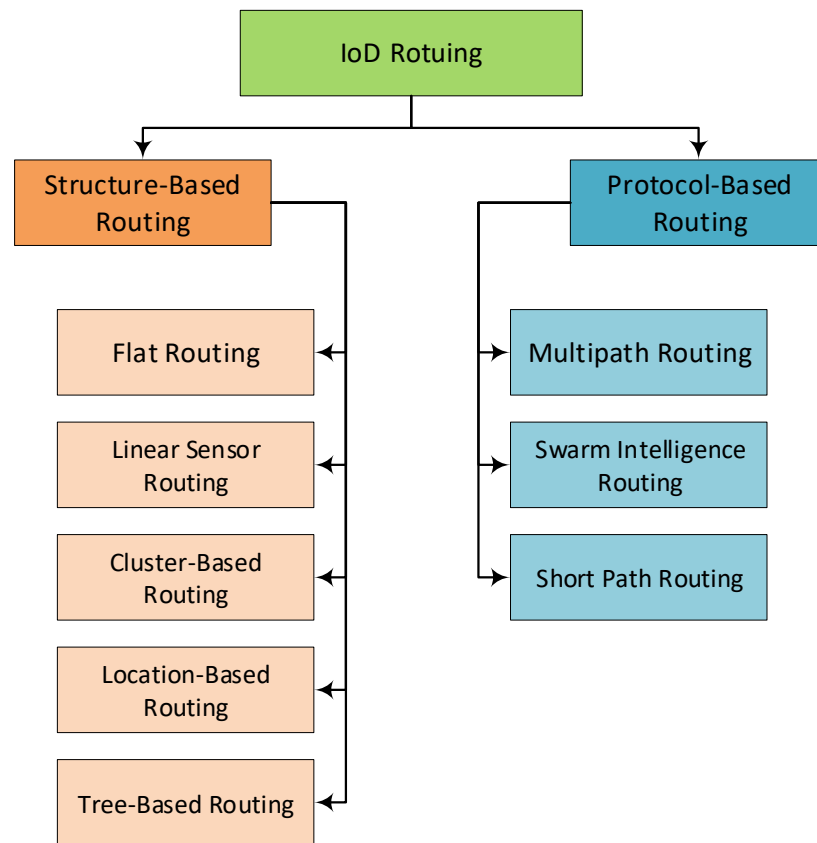 IoD Rotuing
Structure-Based
Routing
Protocol-Based
Routing
Flat Routing
Linear Sensor
Routing
Cluster-Based
Routing
Location-Based
Routing
Tree-Based Routing
Multipath Routing
Swarm Intelligence
Routing
Short Path Routing